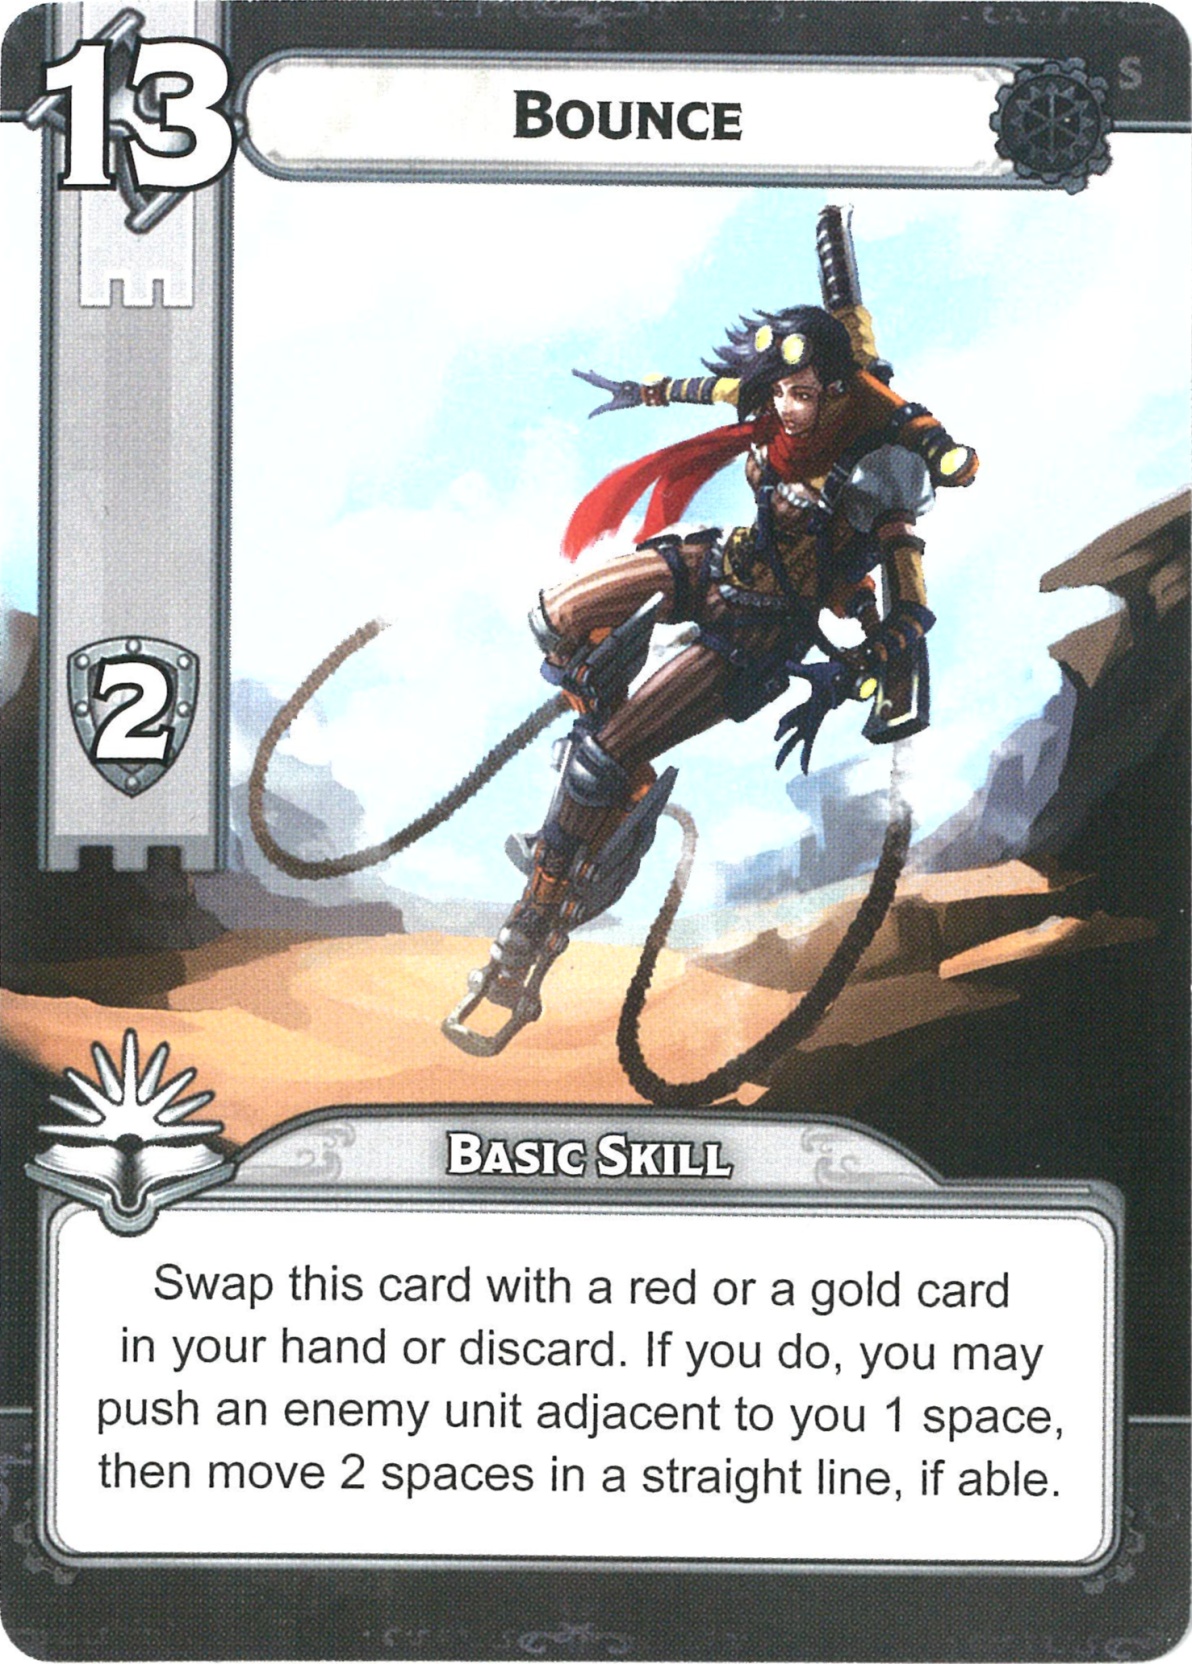 13
BOUNCE
S
2
BASIC SKILL
Swap this card with a red or a gold card
in your hand or discard. If you do, you may
push an enemy unit adjacent to you 1 space,
then move 2 spaces in a straight line, if able.